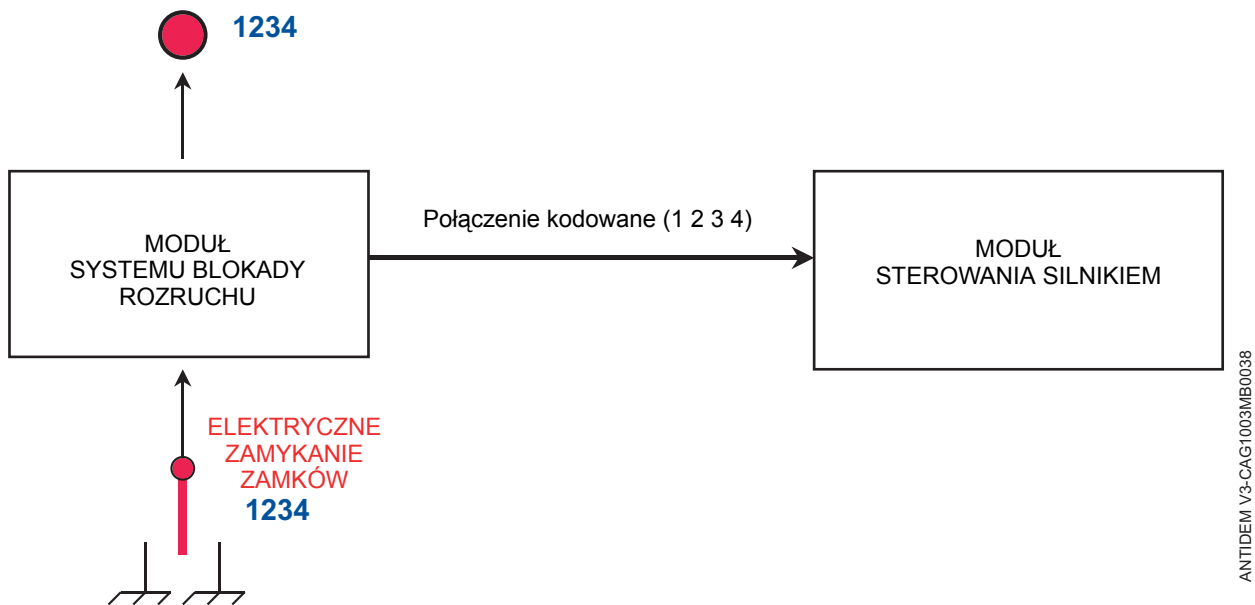 1234
MODUŁ
SYSTEMU BLOKADY
ROZRUCHU
Połączenie kodowane (1 2 3 4)
MODUŁ
STEROWANIA SILNIKIEM
ELEKTRYCZNE
ZAMYKANIE
ZAMKÓW
1234
ANTIDEM V3-CAG1003MB0038